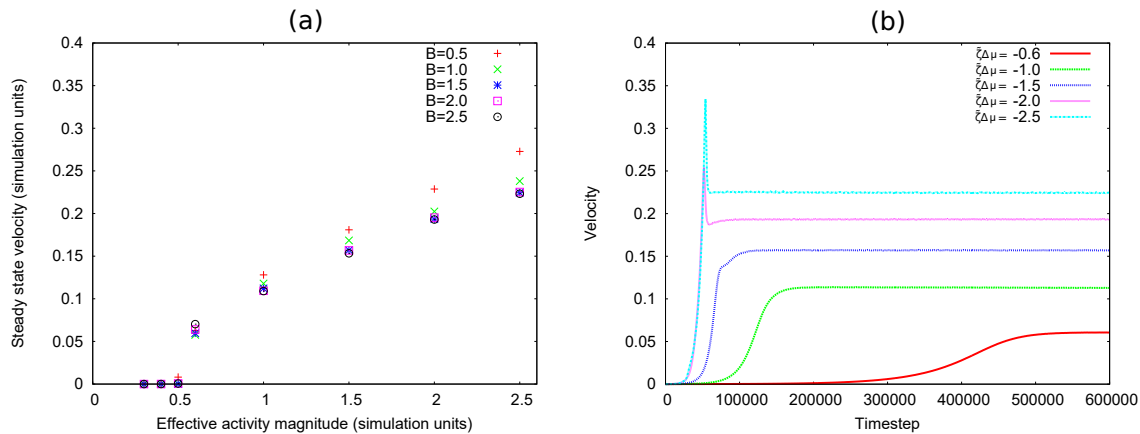 (a)
Steady state velocity (simulation units)
0.4
0.35
0.3
0.25
0.2
0.15
0.1
0.05
0
B=0.5
B=1.0
B=1.5
B=2.0
B=2.5
0 0.5 1 1.5 2 2.5
Effective activity magnitude (simulation units)
(b)
Velocity
0.4
0.35
0.3
0.25
0.2
0.15
0.1
0.05
0
ζ̄Δμ= -0.6
ζ̄Δμ= -1.0
ζ̄Δμ= -1.5
ζ̄Δμ= -2.0
ζ̄Δμ= -2.5
0 100000 200000 300000 400000 500000 600000
Timestep